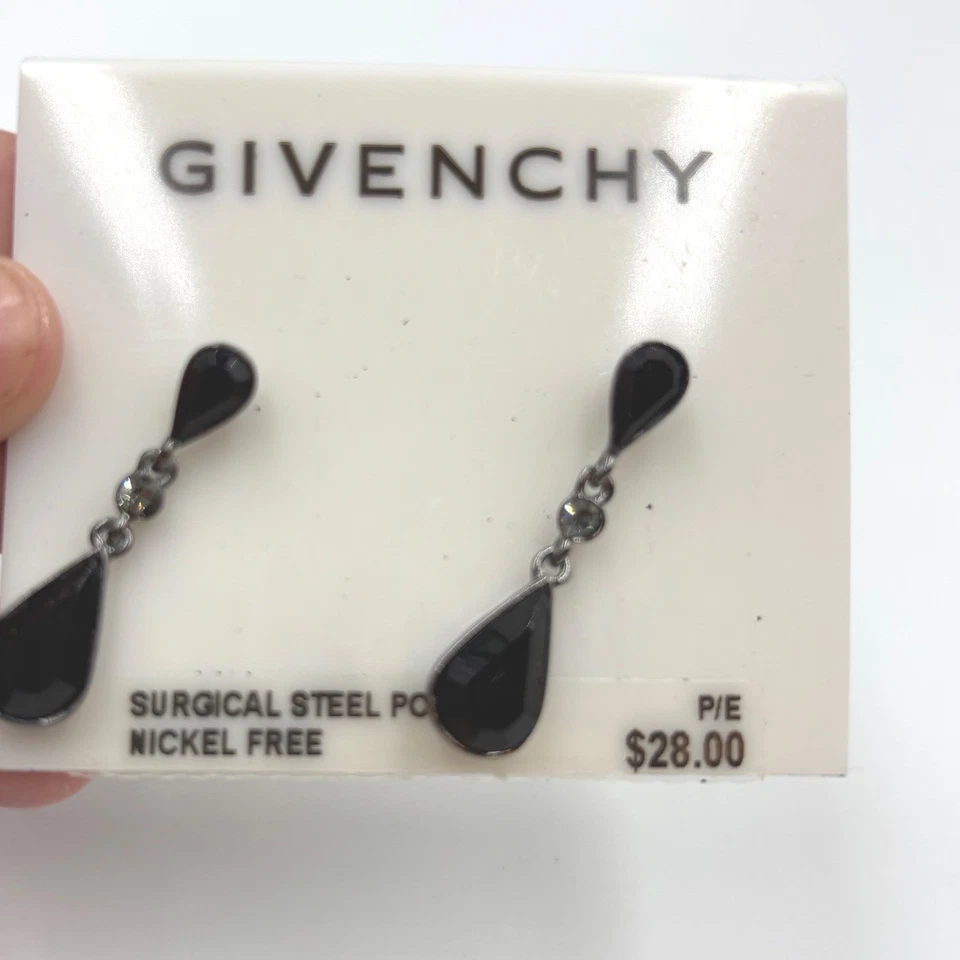 GIVENCHY
SURGICAL STEEL PO
NICKEL FREE
P/E
$28.00